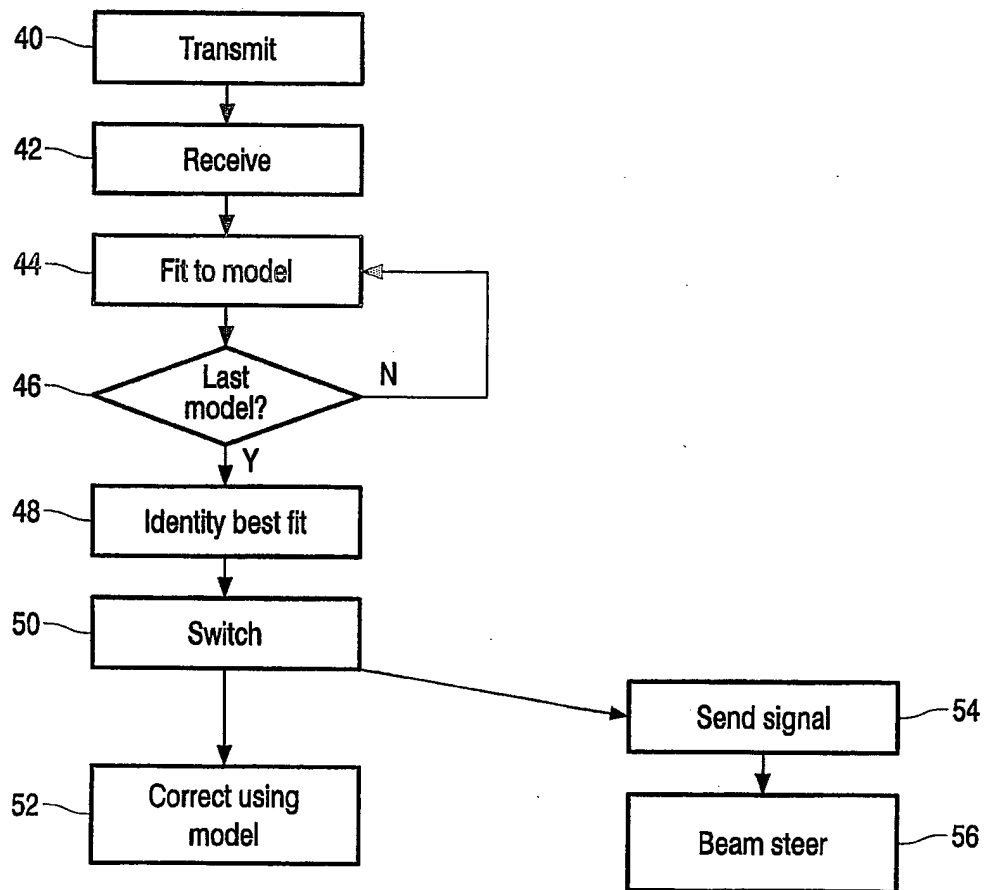 40
Transmit
42
Receive
44
Fit to model
46
Last
model?
N
Y
48
Identity best fit
50
Switch
Send signal
54
52
Correct using
model
Beam steer
56